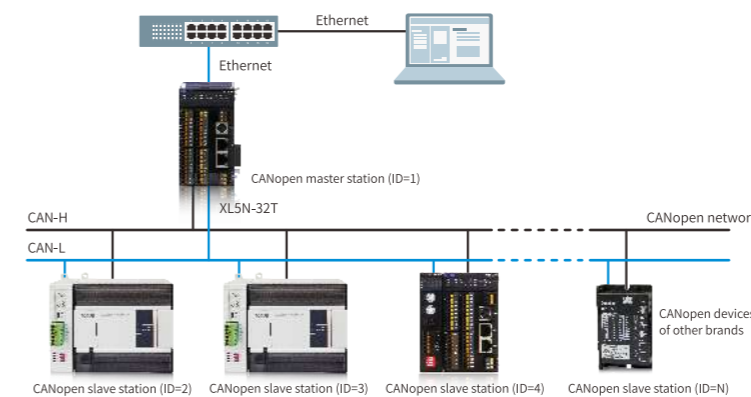 Ethernet
Ethernet
CANopen master station (ID=1)
XL5N-32T
CAN-H
CANopen networ
CAN-L
CANopen devices
of other brands
CANopen slave station (ID=2)
CANopen slave station (ID=3)
CANopen slave station (ID=4)
CANopen slave station (ID=N)